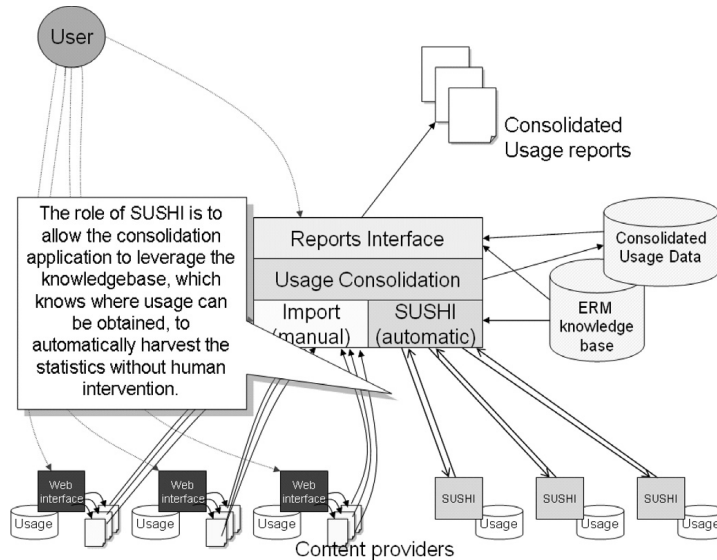 User
Consolidated
Usage reports
The role of SUSHI is to
allow the consolidation
application to leverage the
knowledgebase, which
knows where usage can
be obtained, to
automatically harvest the
statistics without human
intervention.
Reports Interface
Usage Consolidation
Import
(manual)
SUSHI
(automatic)
Consolidated
Usage Data
ERM
knowledge
base
Web
interface
Usage
Web
interface
Usage
Web
interface
Usage
SUSHI
Usage
SUSHI
Usage
SUSHI
Usage
Content providers